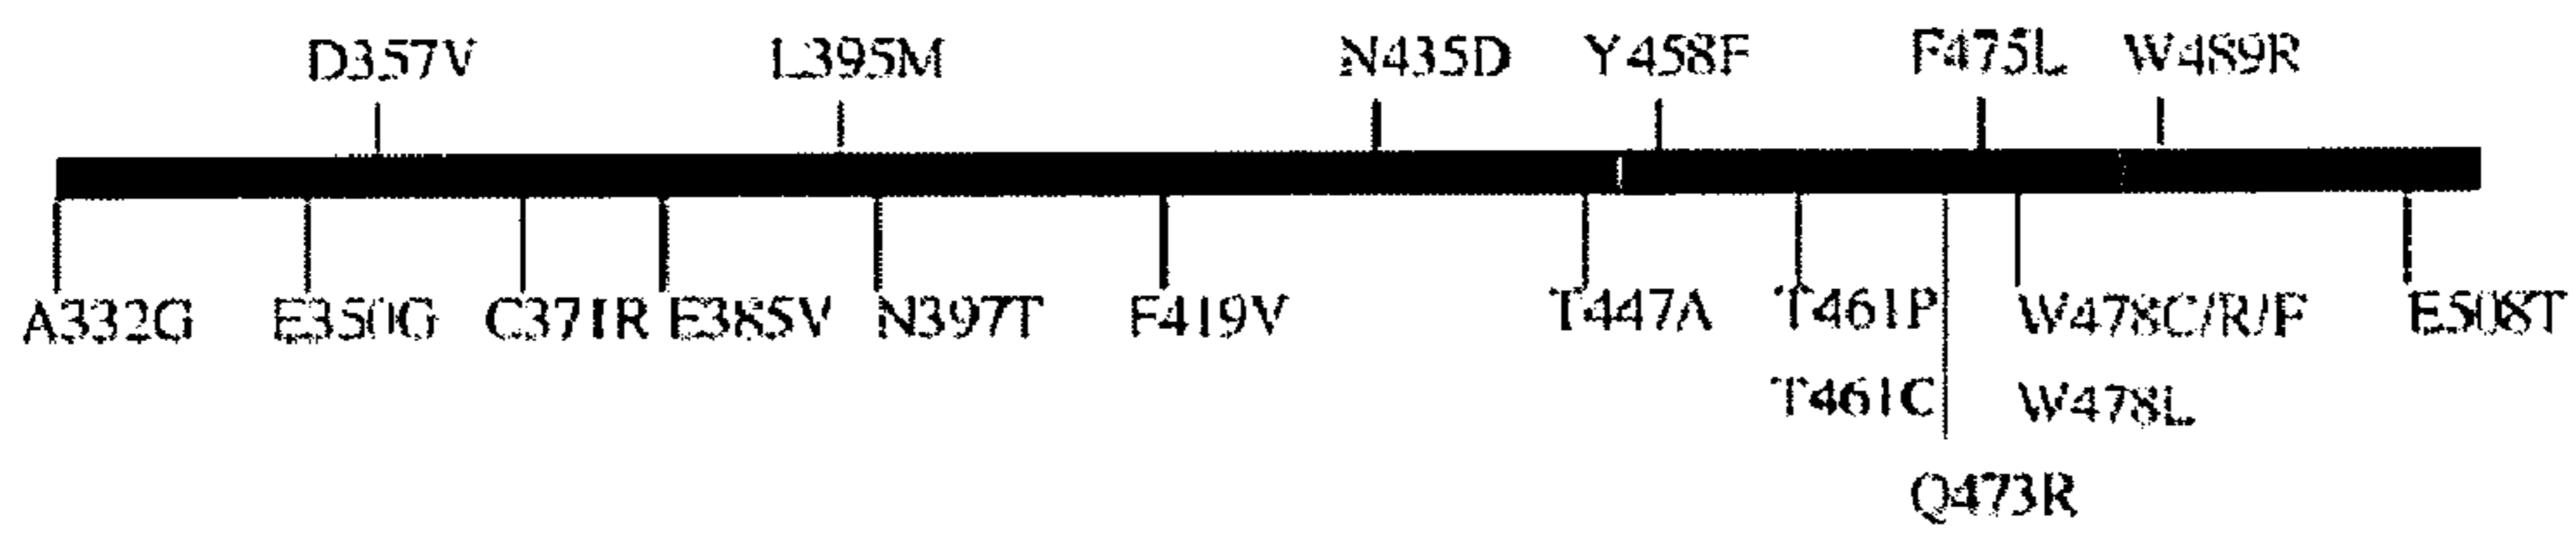 D357V L395M N435D Y458F F475L W489R
A332G E350G C371R E385V N397T F419V T447A T461P W478C/R/F E508T
T461C W478L
Q473R